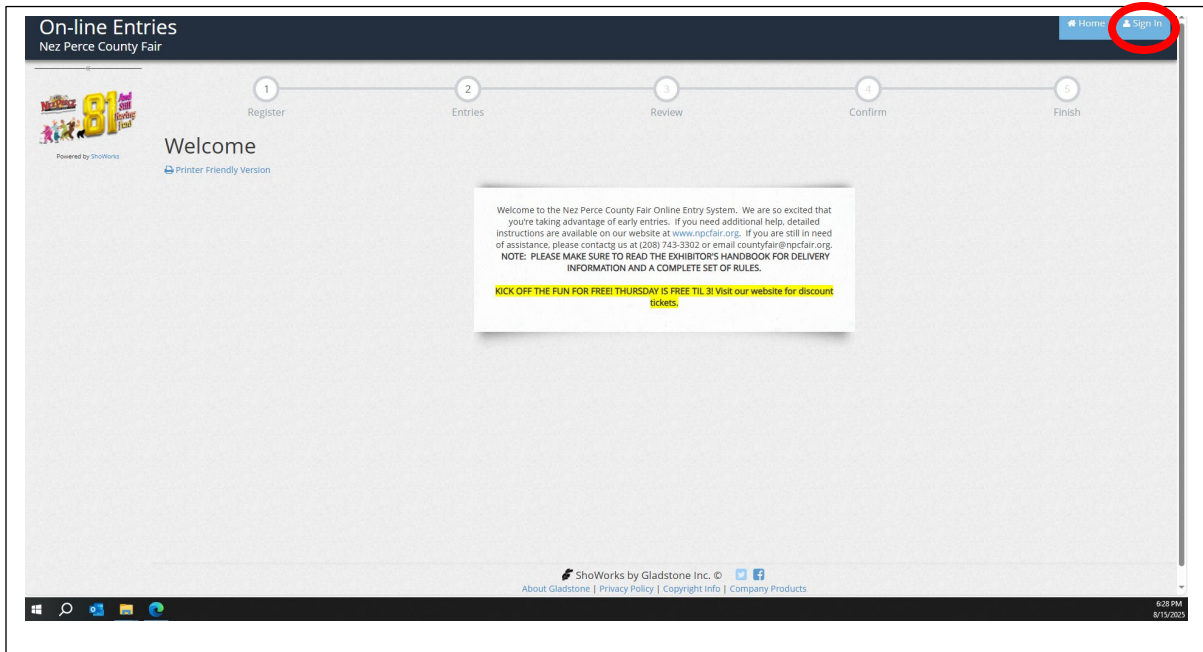 On-line Entries
Nez Perce County Fair
Home
Sign In
1
2
3
4
5
Register
Entries
Review
Confirm
Finish
81
And
Still
Having
Powered by ShoWorks
Welcome
Printer Friendly Version
Welcome to the Nez Perce County Fair Online Entry System. We are so excited that
you're taking advantage of early entries. If you need additional help, detailed
instructions are available on our website at www.npcfair.org. If you are still in need
of assistance, please contactg us at (208) 743-3302 or email countyfair@npcfair.org.
NOTE: PLEASE MAKE SURE TO READ THE EXHIBITOR'S HANDBOOK FOR DELIVERY
INFORMATION AND A COMPLETE SET OF RULES.
KICK OFF THE FUN FOR FREE! THURSDAY IS FREE TIL 3! Visit our website for discount
tickets.
ShoWorks by Gladstone Inc. ©
About Gladstone | Privacy Policy | Copyright Info | Company Products
6:28 PM
8/15/2025